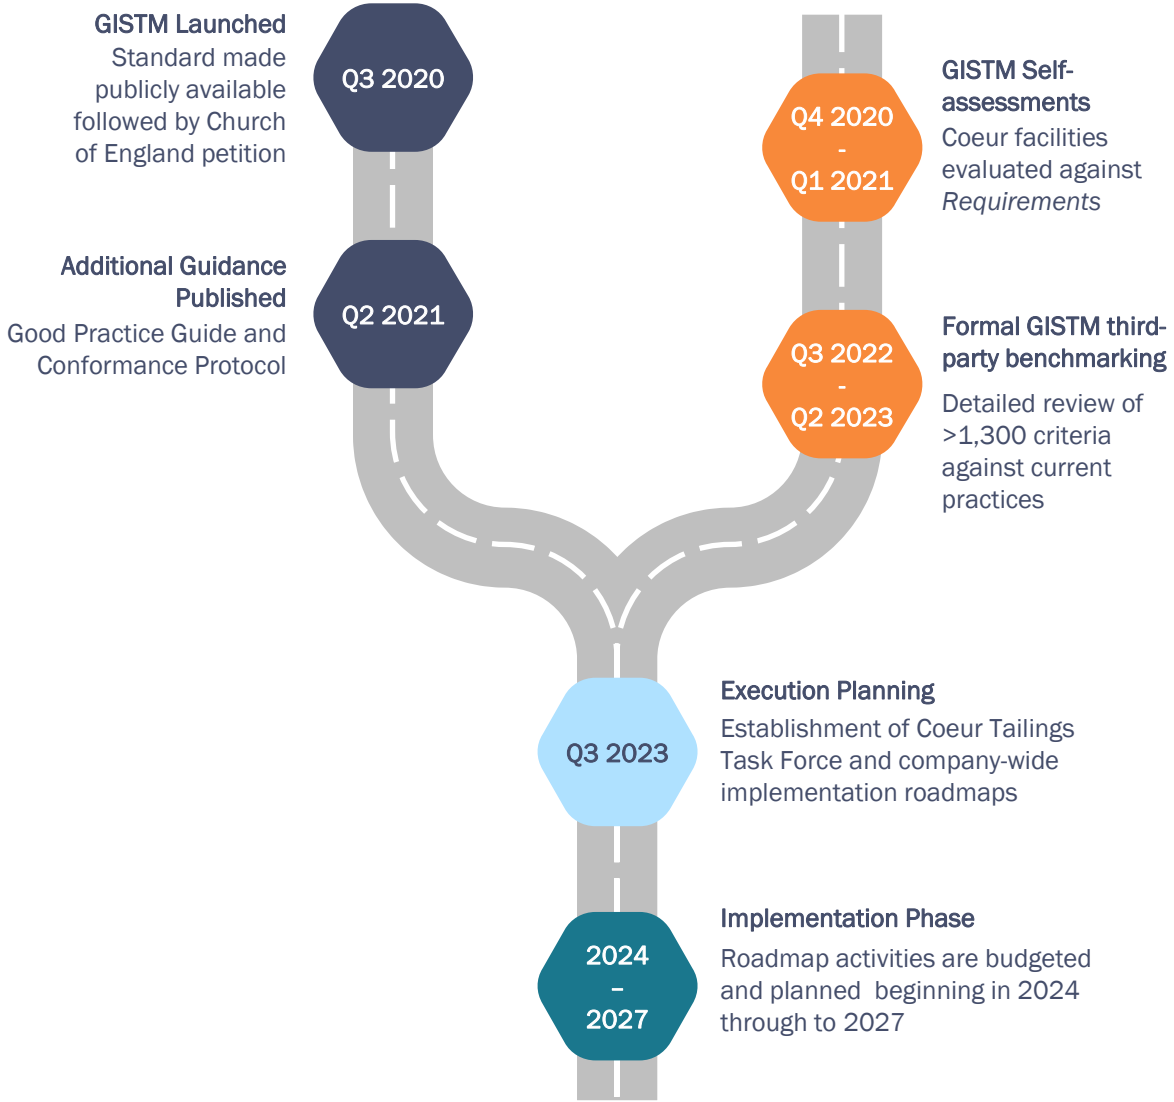 GISTM Launched
Standard made
publicly available
followed by Church
of England petition
Q3 2020
Additional Guidance
Published
Good Practice Guide and
Conformance Protocol
Q2 2021
Q4 2020
-
Q1 2021
GISTM Self-
assessments
Coeur facilities
evaluated against
Requirements
Q3 2022
-
Q2 2023
Formal GISTM third-
party benchmarking
Detailed review of
>1,300 criteria
against current
practices
Q3 2023
Execution Planning
Establishment of Coeur Tailings
Task Force and company-wide
implementation roadmaps
2024
–
2027
Implementation Phase
Roadmap activities are budgeted
and planned  beginning in 2024
through to 2027